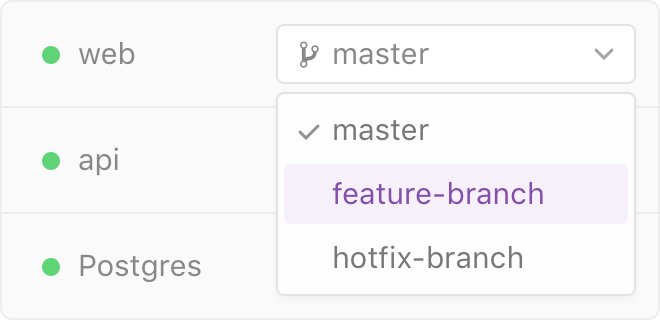 web
master
master
api
feature-branch
Postgres
hotfix-branch